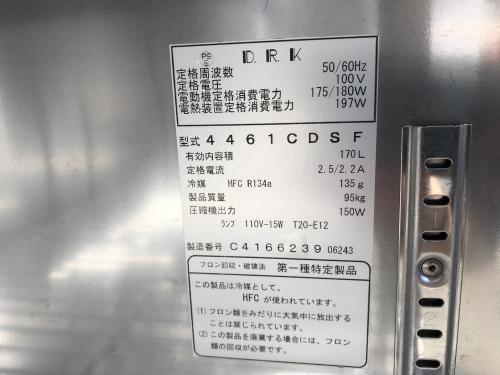 PS E D.R.K
定格周波数 50/60Hz
定格電圧 100V
電動機定格消費電力 175/180W
電熱装置定格消費電力 197W
型式 4461CDSF
有効内容積 170L
定格電流 2.5/2.2A
冷媒 HFC R134a 135g
製品質量 95kg
圧縮機出力 150W
ランプ 110V-15W T20-E12
製造番号 C4166239 06243
フロン回収・破壊法 第一種特定製品
この製品は冷媒として、
HFC が使われています。
(1) フロン類をみだりに大気中に放出する
ことは禁じられています。
(2) この製品を廃棄する場合には、フロン
類の回収が必要です。
2